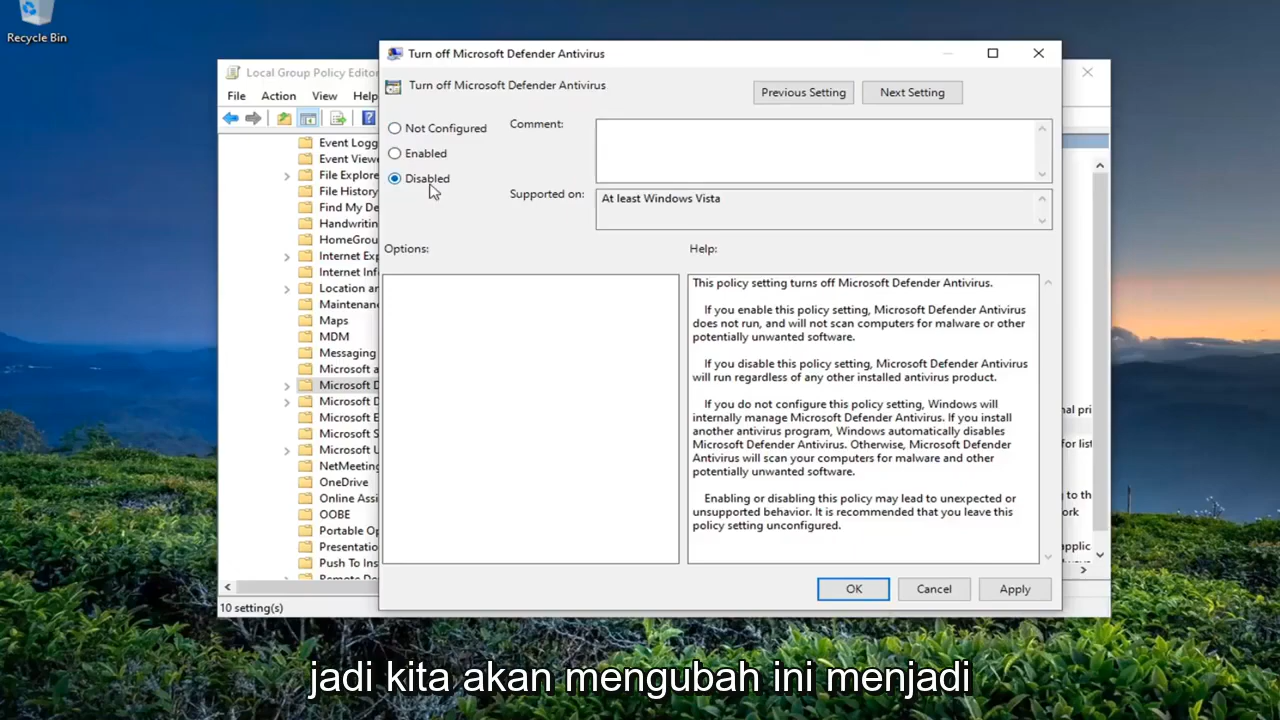 Recycle Bin
Turn off Microsoft Defender Antivirus
Local Group Policy Editor
Turn off Microsoft Defender Antivirus
Previous Setting
Next Setting
File
Action
View
Help
Not Configured
Enabled
Disabled
Comment:
Supported on:
At least Windows Vista
Options:
Help:
Event Logg
Event Viewe
File Explore
File History
Find My De
Handwritin
HomeGrou
Internet Exp
Internet Inf
Location an
Maintenanc
Maps
MDM
Messaging
Microsoft a
Microsoft D
Microsoft D
Microsoft E
Microsoft S
Microsoft U
NetMeeting
OneDrive
Online Assi
OOBE
Portable Op
Presentatio
Push To Ins
This policy setting turns off Microsoft Defender Antivirus.
If you enable this policy setting, Microsoft Defender Antivirus
does not run, and will not scan computers for malware or other
potentially unwanted software.
If you disable this policy setting, Microsoft Defender Antivirus
will run regardless of any other installed antivirus product.
If you do not configure this policy setting, Windows will
internally manage Microsoft Defender Antivirus. If you install
another antivirus program, Windows automatically disables
Microsoft Defender Antivirus. Otherwise, Microsoft Defender
Antivirus will scan your computers for malware and other
potentially unwanted software.
Enabling or disabling this policy may lead to unexpected or
unsupported behavior. It is recommended that you leave this
policy setting unconfigured.
nal pri
for list
g to the
ork
applic
OK
Cancel
Apply
10 setting(s)
jadi kita akan mengubah ini menjadi